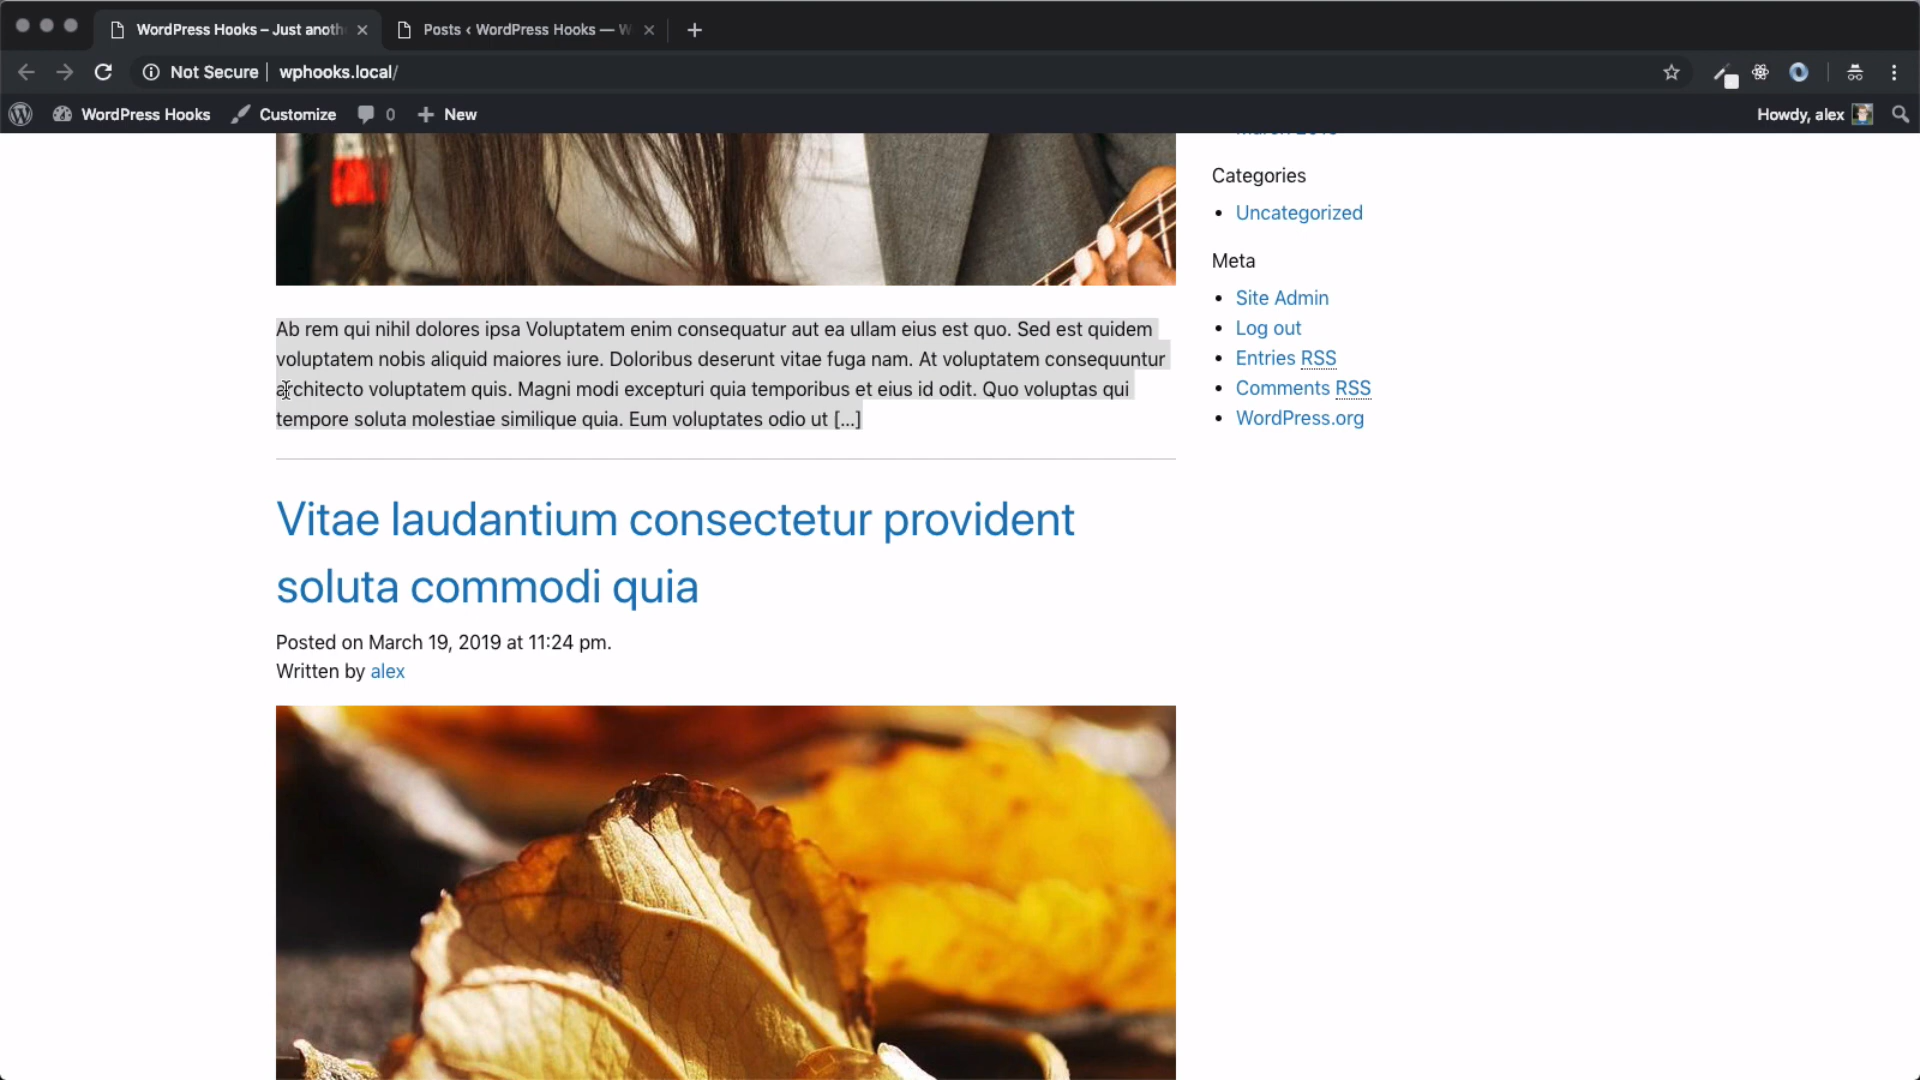 WordPress Hooks – Just anoth
Posts ‹ WordPress Hooks — W
Not Secure
wphooks.local/
WordPress Hooks
Customize
0
New
Howdy, alex
Categories
Uncategorized
Meta
Site Admin
Log out
Entries RSS
Comments RSS
WordPress.org
Ab rem qui nihil dolores ipsa Voluptatem enim consequatur aut ea ullam eius est quo. Sed est quidem
voluptatem nobis aliquid maiores iure. Doloribus deserunt vitae fuga nam. At voluptatem consequuntur
architecto voluptatem quis. Magni modi excepturi quia temporibus et eius id odit. Quo voluptas qui
tempore soluta molestiae similique quia. Eum voluptates odio ut [...]
Vitae laudantium consectetur provident
soluta commodi quia
Posted on March 19, 2019 at 11:24 pm.
Written by alex